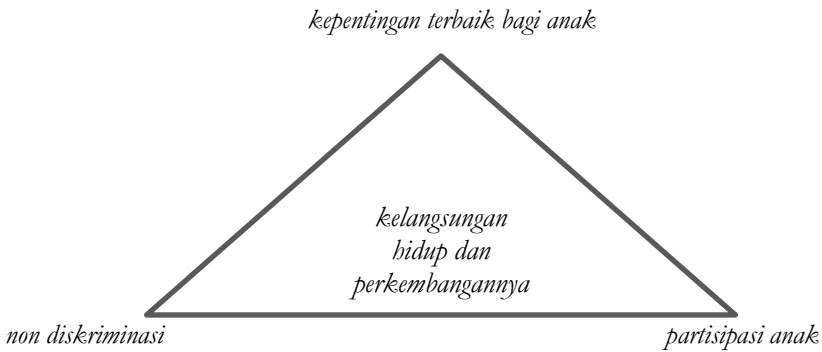 kepentingan terbaik bagi anak
kelangsungan
hidup dan
perkembangannya
non diskriminasi
partisipasi anak